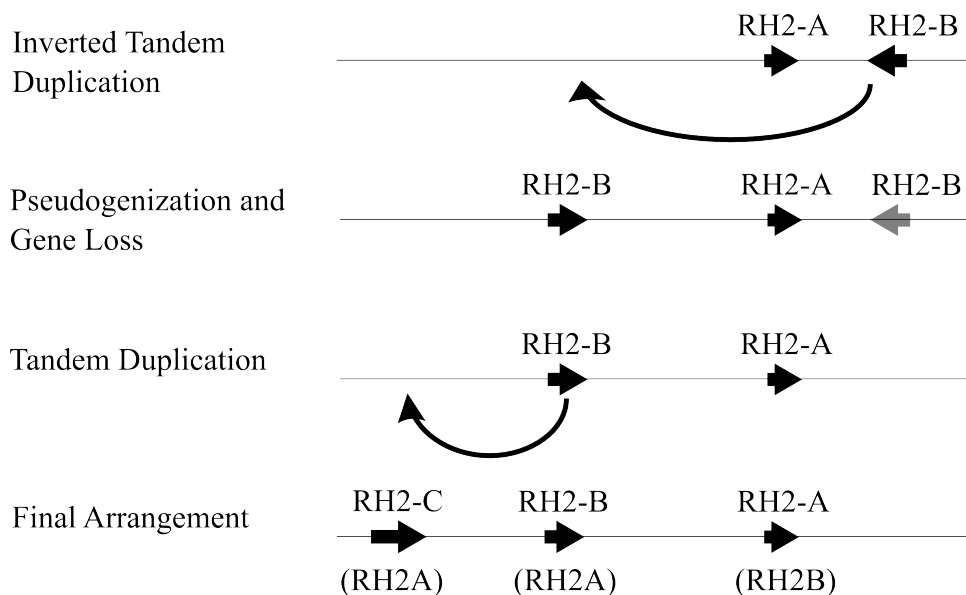 RH2-A RH2-B
Inverted Tandem
Duplication
RH2-B RH2-A RH2-B
Pseudogenization and
Gene Loss
RH2-B RH2-A
Tandem Duplication
RH2-C RH2-B RH2-A
Final Arrangement
(RH2A) (RH2A) (RH2B)